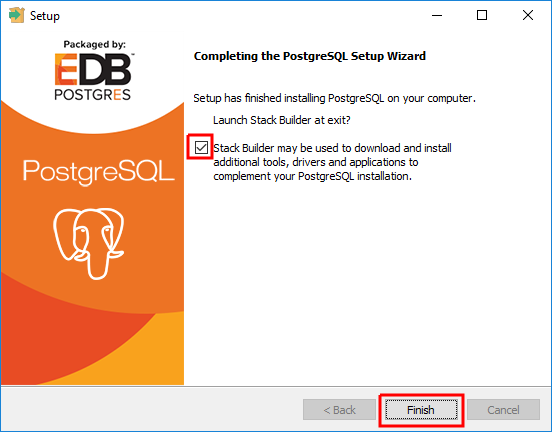 Setup
Packaged by:
EDB
POSTGRES
PostgreSQL
Completing the PostgreSQL Setup Wizard
Setup has finished installing PostgreSQL on your computer.
Launch Stack Builder at exit?
Stack Builder may be used to download and install
additional tools, drivers and applications to
complement your PostgreSQL installation.
< Back
Finish
Cancel